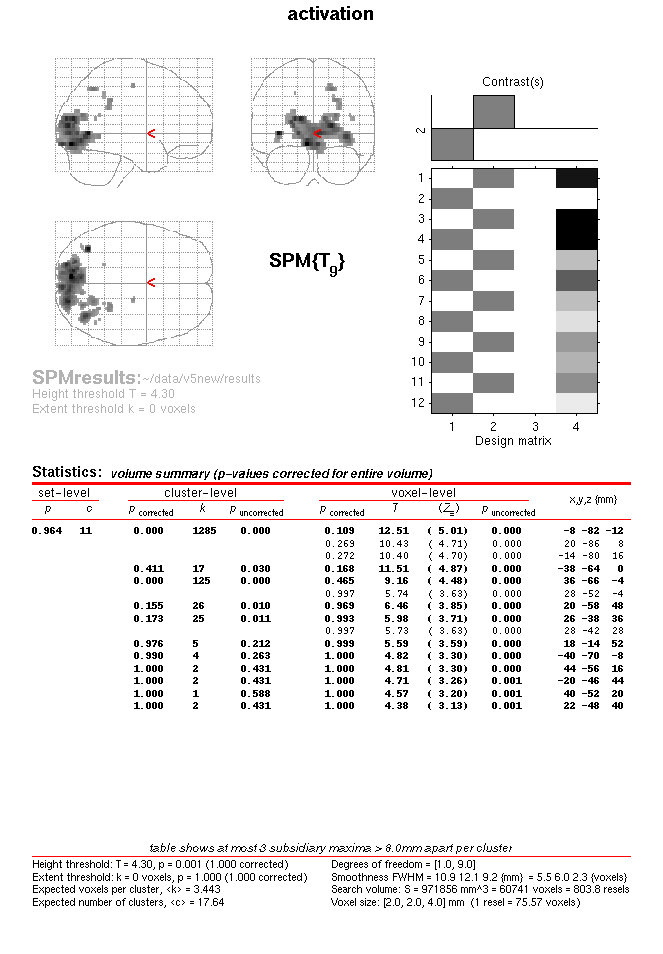 activation
Contrast(s)
2
<
<
<
SPM{T9}
1
2
3
4
5
6
7
8
9
10
11
12
1 2 3 4
Design matrix
SPMresults:~/data/v5new/results
Height threshold T = 4.30
Extent threshold k = 0 voxels
Statistics: volume summary (p-values corrected for entire volume)
set-level cluster-level voxel-level x,y,z {mm}
p c p corrected k p uncorrected p corrected T (Z≡) p uncorrected
0.964 11 0.000 1285 0.000 0.109 12.51 ( 5.01) 0.000 -8 -82 -12
0.269 10.43 ( 4.71) 0.000 20 -86 8
0.272 10.40 ( 4.70) 0.000 -14 -80 16
0.411 17 0.030 0.168 11.51 ( 4.87) 0.000 -38 -64 0
0.000 125 0.000 0.465 9.16 ( 4.48) 0.000 36 -66 -4
0.997 5.74 ( 3.63) 0.000 28 -52 -4
0.155 26 0.010 0.969 6.46 ( 3.85) 0.000 20 -58 48
0.173 25 0.011 0.993 5.98 ( 3.71) 0.000 26 -38 36
0.997 5.73 ( 3.63) 0.000 28 -42 28
0.976 5 0.212 0.999 5.59 ( 3.59) 0.000 18 -14 52
0.990 4 0.263 1.000 4.82 ( 3.30) 0.000 -40 -70 -8
1.000 2 0.431 1.000 4.81 ( 3.30) 0.000 44 -56 16
1.000 2 0.431 1.000 4.71 ( 3.26) 0.001 -20 -46 44
1.000 1 0.588 1.000 4.57 ( 3.20) 0.001 40 -52 20
1.000 2 0.431 1.000 4.38 ( 3.13) 0.001 22 -48 40
table shows at most 3 subsidiary maxima > 8.0mm apart per cluster
Height threshold: T = 4.30, p = 0.001 (1.000 corrected)
Extent threshold: k = 0 voxels, p = 1.000 (1.000 corrected)
Expected voxels per cluster, <k> = 3.443
Expected number of clusters, <c> = 17.64
Degrees of freedom = [1.0, 9.0]
Smoothness FWHM = 10.9 12.1 9.2 {mm} = 5.5 6.0 2.3 {voxels}
Search volume: S = 971856 mm^3 = 60741 voxels = 803.8 resels
Voxel size: [2.0, 2.0, 4.0] mm (1 resel = 75.57 voxels)